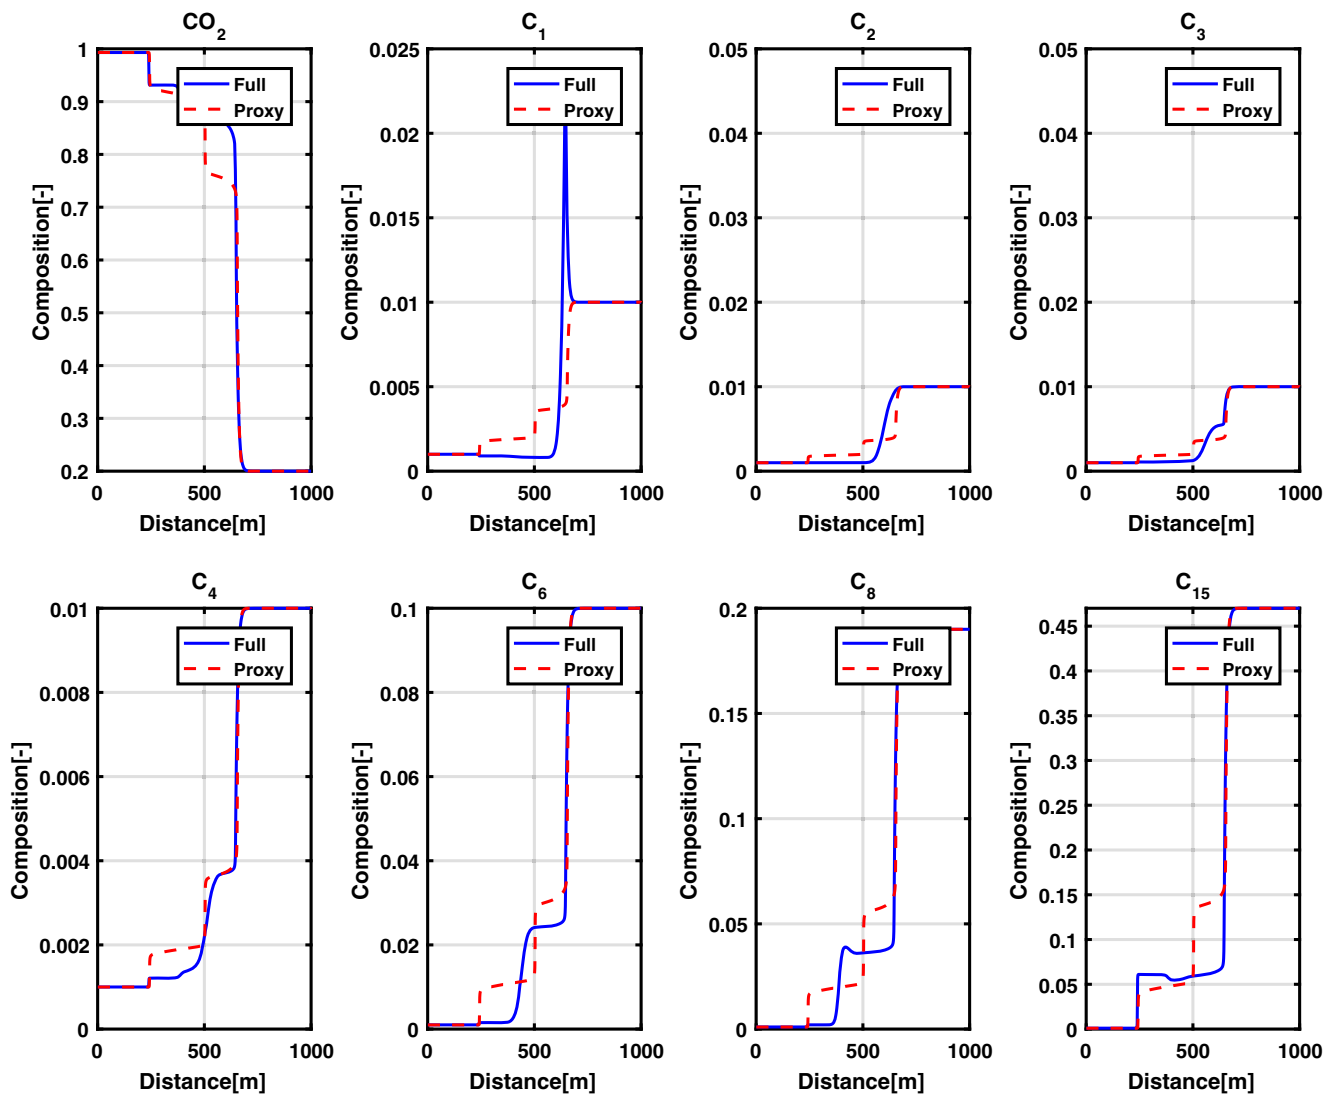 CO2
1
0.9
0.8
0.7
0.6
0.5
0.4
0.3
0.2
Composition[-]
Full
Proxy
0 500 1000
Distance[m]
C1
0.025
0.02
0.015
0.01
0.005
0
Composition[-]
Full
Proxy
0 500 1000
Distance[m]
C2
0.05
0.04
0.03
0.02
0.01
0
Composition[-]
Full
Proxy
0 500 1000
Distance[m]
C3
0.05
0.04
0.03
0.02
0.01
0
Composition[-]
Full
Proxy
0 500 1000
Distance[m]
C4
0.01
0.008
0.006
0.004
0.002
0
Composition[-]
Full
Proxy
0 500 1000
Distance[m]
C6
0.1
0.08
0.06
0.04
0.02
0
Composition[-]
Full
Proxy
0 500 1000
Distance[m]
C8
0.2
0.15
0.1
0.05
0
Composition[-]
Full
Proxy
0 500 1000
Distance[m]
C15
0.45
0.4
0.35
0.3
0.25
0.2
0.15
0.1
0.05
0
Composition[-]
Full
Proxy
0 500 1000
Distance[m]